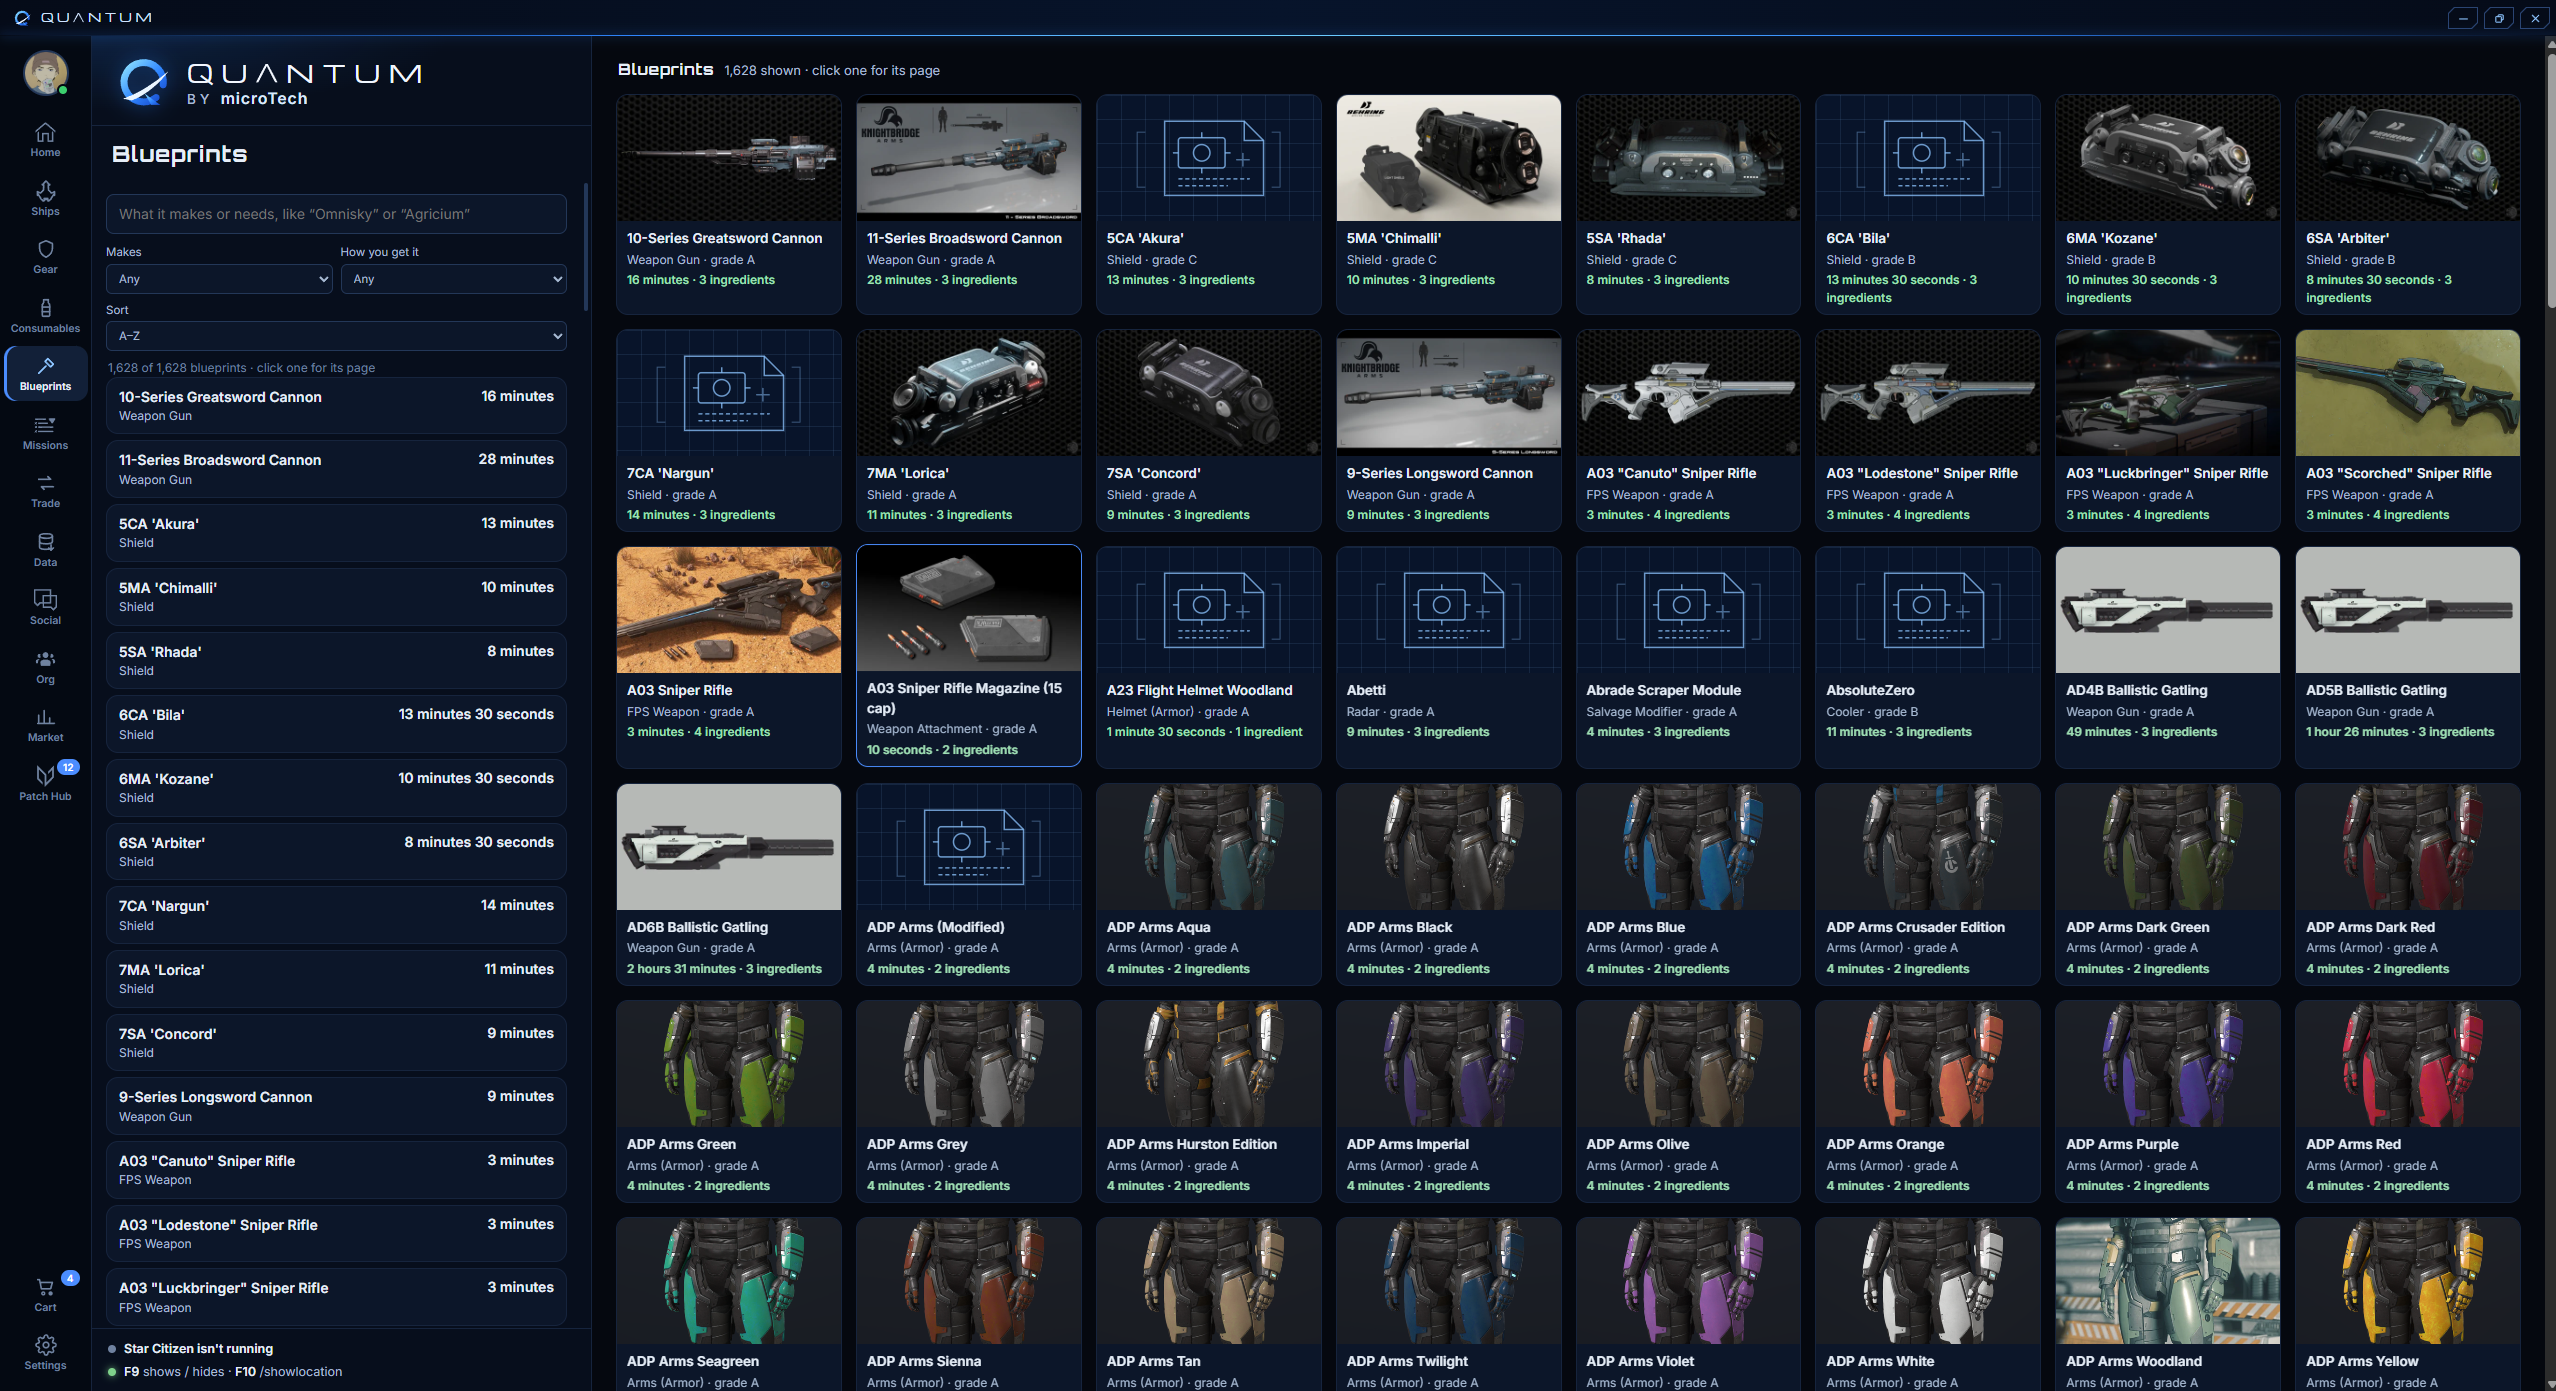 QUANTUM
QUANTUM
BY microTech
Home
Ships
Gear
Consumables
Blueprints
Missions
Trade
Data
Social
Org
Market
12
Patch Hub
4
Cart
Settings
Blueprints
What it makes or needs, like “Omnisky” or “Agricium”
Makes
How you get it
Any
Any
Sort
A–Z
1,628 of 1,628 blueprints · click one for its page
10-Series Greatsword Cannon
16 minutes
Weapon Gun
11-Series Broadsword Cannon
28 minutes
Weapon Gun
5CA 'Akura'
13 minutes
Shield
5MA 'Chimalli'
10 minutes
Shield
5SA 'Rhada'
8 minutes
Shield
6CA 'Bila'
13 minutes 30 seconds
Shield
6MA 'Kozane'
10 minutes 30 seconds
Shield
6SA 'Arbiter'
8 minutes 30 seconds
Shield
7CA 'Nargun'
14 minutes
Shield
7MA 'Lorica'
11 minutes
Shield
7SA 'Concord'
9 minutes
Shield
9-Series Longsword Cannon
9 minutes
Weapon Gun
A03 "Canuto" Sniper Rifle
3 minutes
FPS Weapon
A03 "Lodestone" Sniper Rifle
3 minutes
FPS Weapon
A03 "Luckbringer" Sniper Rifle
3 minutes
FPS Weapon
Star Citizen isn't running
F9 shows / hides · F10 /showlocation
Blueprints 1,628 shown · click one for its page
10-Series Greatsword Cannon
Weapon Gun · grade A
16 minutes · 3 ingredients
KNIGHTBRIDGE
ARMS
11 - Series Broadsword
11-Series Broadsword Cannon
Weapon Gun · grade A
28 minutes · 3 ingredients
5CA 'Akura'
Shield · grade C
13 minutes · 3 ingredients
BEHRING
5MA 'Chimalli'
Shield · grade C
10 minutes · 3 ingredients
5SA 'Rhada'
Shield · grade C
8 minutes · 3 ingredients
6CA 'Bila'
Shield · grade B
13 minutes 30 seconds · 3
ingredients
6MA 'Kozane'
Shield · grade B
10 minutes 30 seconds · 3
ingredients
BEHRING
6SA 'Arbiter'
Shield · grade B
8 minutes 30 seconds · 3
ingredients
7CA 'Nargun'
Shield · grade A
14 minutes · 3 ingredients
7MA 'Lorica'
Shield · grade A
11 minutes · 3 ingredients
7SA 'Concord'
Shield · grade A
9 minutes · 3 ingredients
KNIGHTBRIDGE
ARMS
9-Series Longsword Cannon
Weapon Gun · grade A
9 minutes · 3 ingredients
A03 "Canuto" Sniper Rifle
FPS Weapon · grade A
3 minutes · 4 ingredients
A03 "Lodestone" Sniper Rifle
FPS Weapon · grade A
3 minutes · 4 ingredients
A03 "Luckbringer" Sniper Rifle
FPS Weapon · grade A
3 minutes · 4 ingredients
A03 "Scorched" Sniper Rifle
FPS Weapon · grade A
3 minutes · 4 ingredients
A03 Sniper Rifle
FPS Weapon · grade A
3 minutes · 4 ingredients
A03 Sniper Rifle Magazine (15
cap)
Weapon Attachment · grade A
10 seconds · 2 ingredients
A23 Flight Helmet Woodland
Helmet (Armor) · grade A
1 minute 30 seconds · 1 ingredient
Abetti
Radar · grade A
9 minutes · 3 ingredients
Abrade Scraper Module
Salvage Modifier · grade A
4 minutes · 3 ingredients
AbsoluteZero
Cooler · grade B
11 minutes · 3 ingredients
AD4B Ballistic Gatling
Weapon Gun · grade A
49 minutes · 3 ingredients
AD5B Ballistic Gatling
Weapon Gun · grade A
1 hour 26 minutes · 3 ingredients
AD6B Ballistic Gatling
Weapon Gun · grade A
2 hours 31 minutes · 3 ingredients
ADP Arms (Modified)
Arms (Armor) · grade A
4 minutes · 2 ingredients
ADP Arms Aqua
Arms (Armor) · grade A
4 minutes · 2 ingredients
ADP Arms Black
Arms (Armor) · grade A
4 minutes · 2 ingredients
ADP Arms Blue
Arms (Armor) · grade A
4 minutes · 2 ingredients
ADP Arms Crusader Edition
Arms (Armor) · grade A
4 minutes · 2 ingredients
ADP Arms Dark Green
Arms (Armor) · grade A
4 minutes · 2 ingredients
ADP Arms Dark Red
Arms (Armor) · grade A
4 minutes · 2 ingredients
ADP Arms Green
Arms (Armor) · grade A
4 minutes · 2 ingredients
ADP Arms Grey
Arms (Armor) · grade A
4 minutes · 2 ingredients
ADP Arms Hurston Edition
Arms (Armor) · grade A
4 minutes · 2 ingredients
ADP Arms Imperial
Arms (Armor) · grade A
4 minutes · 2 ingredients
ADP Arms Olive
Arms (Armor) · grade A
4 minutes · 2 ingredients
ADP Arms Orange
Arms (Armor) · grade A
4 minutes · 2 ingredients
ADP Arms Purple
Arms (Armor) · grade A
4 minutes · 2 ingredients
ADP Arms Red
Arms (Armor) · grade A
4 minutes · 2 ingredients
ADP Arms Seagreen
Arms (Armor) · grade A
ADP Arms Sienna
Arms (Armor) · grade A
ADP Arms Tan
Arms (Armor) · grade A
ADP Arms Twilight
Arms (Armor) · grade A
ADP Arms Violet
Arms (Armor) · grade A
ADP Arms White
Arms (Armor) · grade A
ADP Arms Woodland
Arms (Armor) · grade A
ADP Arms Yellow
Arms (Armor) · grade A